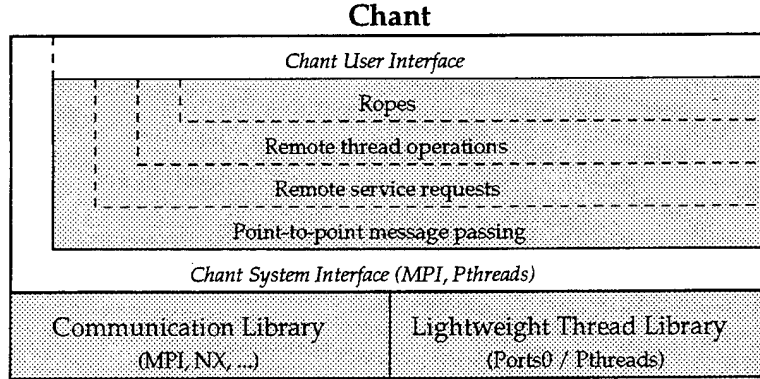 Chant
Chant User Interface
Ropes
Remote thread operations
Remote service requests
Point-to-point message passing
Chant System Interface (MPI, Pthreads)
Communication Library
(MPI, NX, ...)
Lightweight Thread Library
(Ports0 / Pthreads)